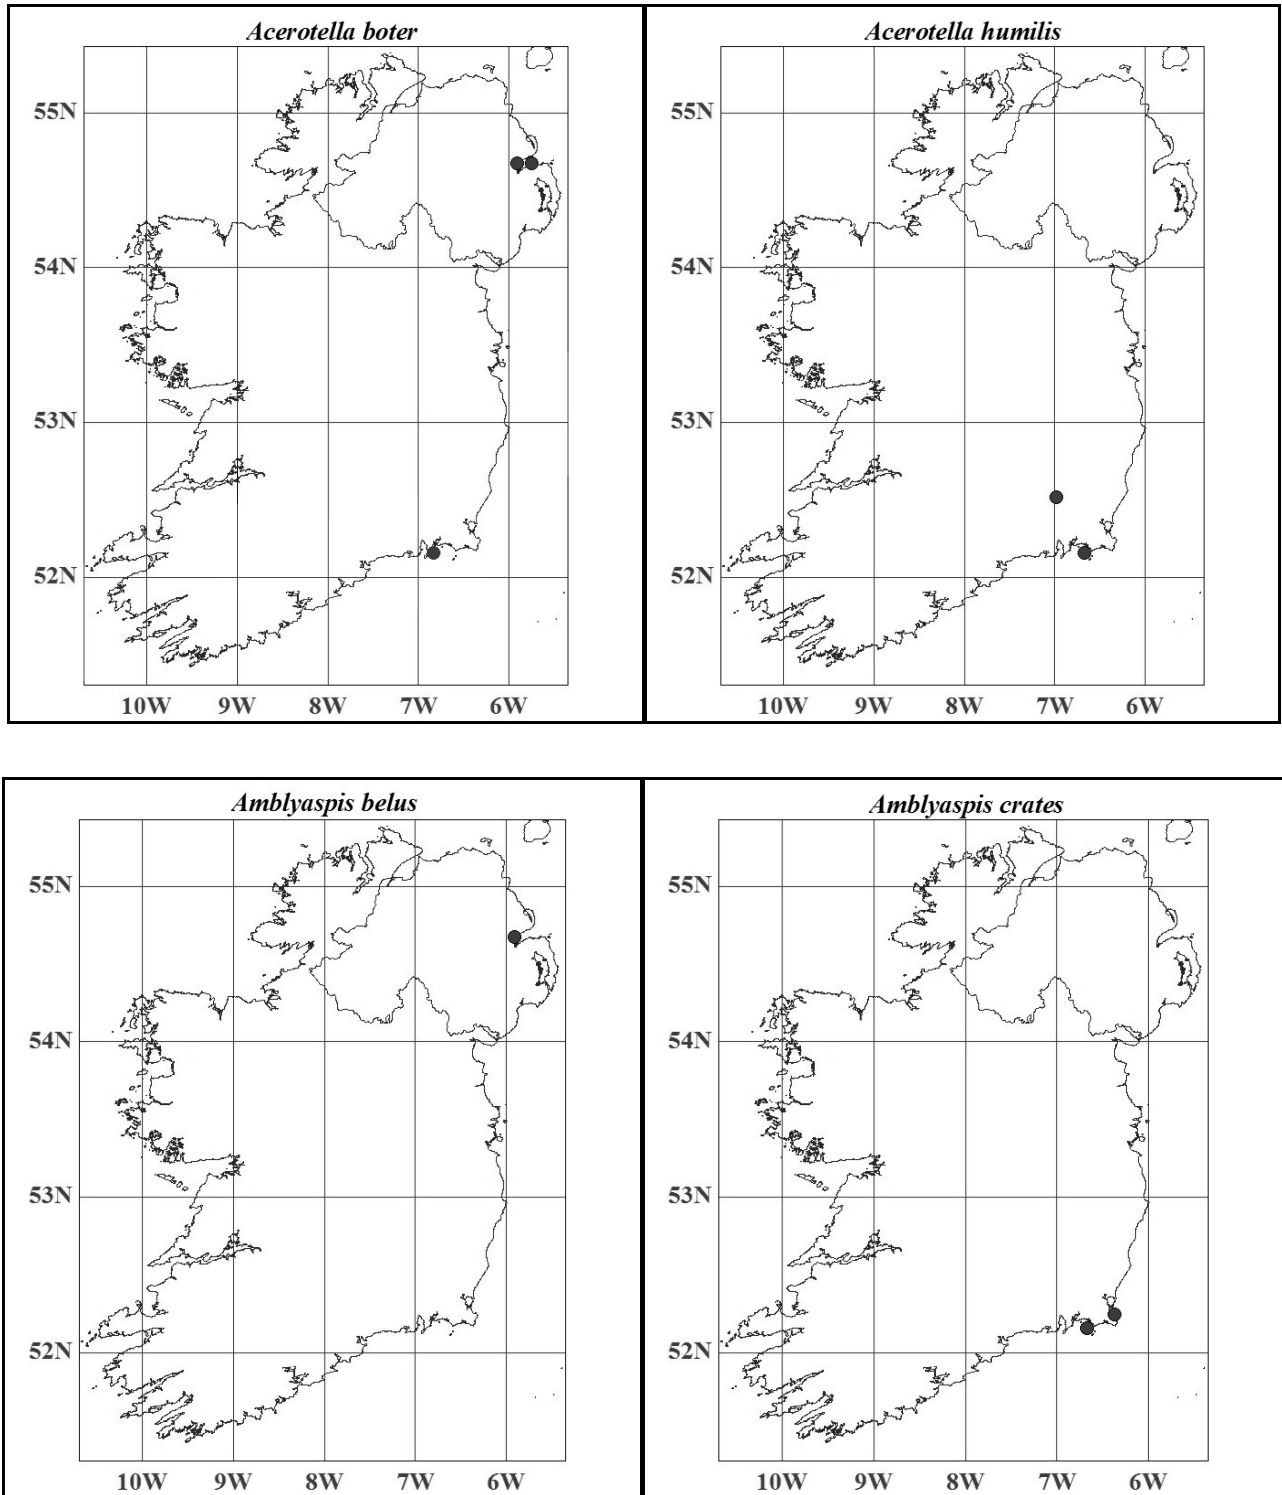 Acerotella boter
55N
54N
53N
52N
10W 9W 8W 7W 6W
Acerotella humilis
55N
54N
53N
52N
10W 9W 8W 7W 6W
Amblyaspis belus
55N
54N
53N
52N
10W 9W 8W 7W 6W
Amblyaspis crates
55N
54N
53N
52N
10W 9W 8W 7W 6W